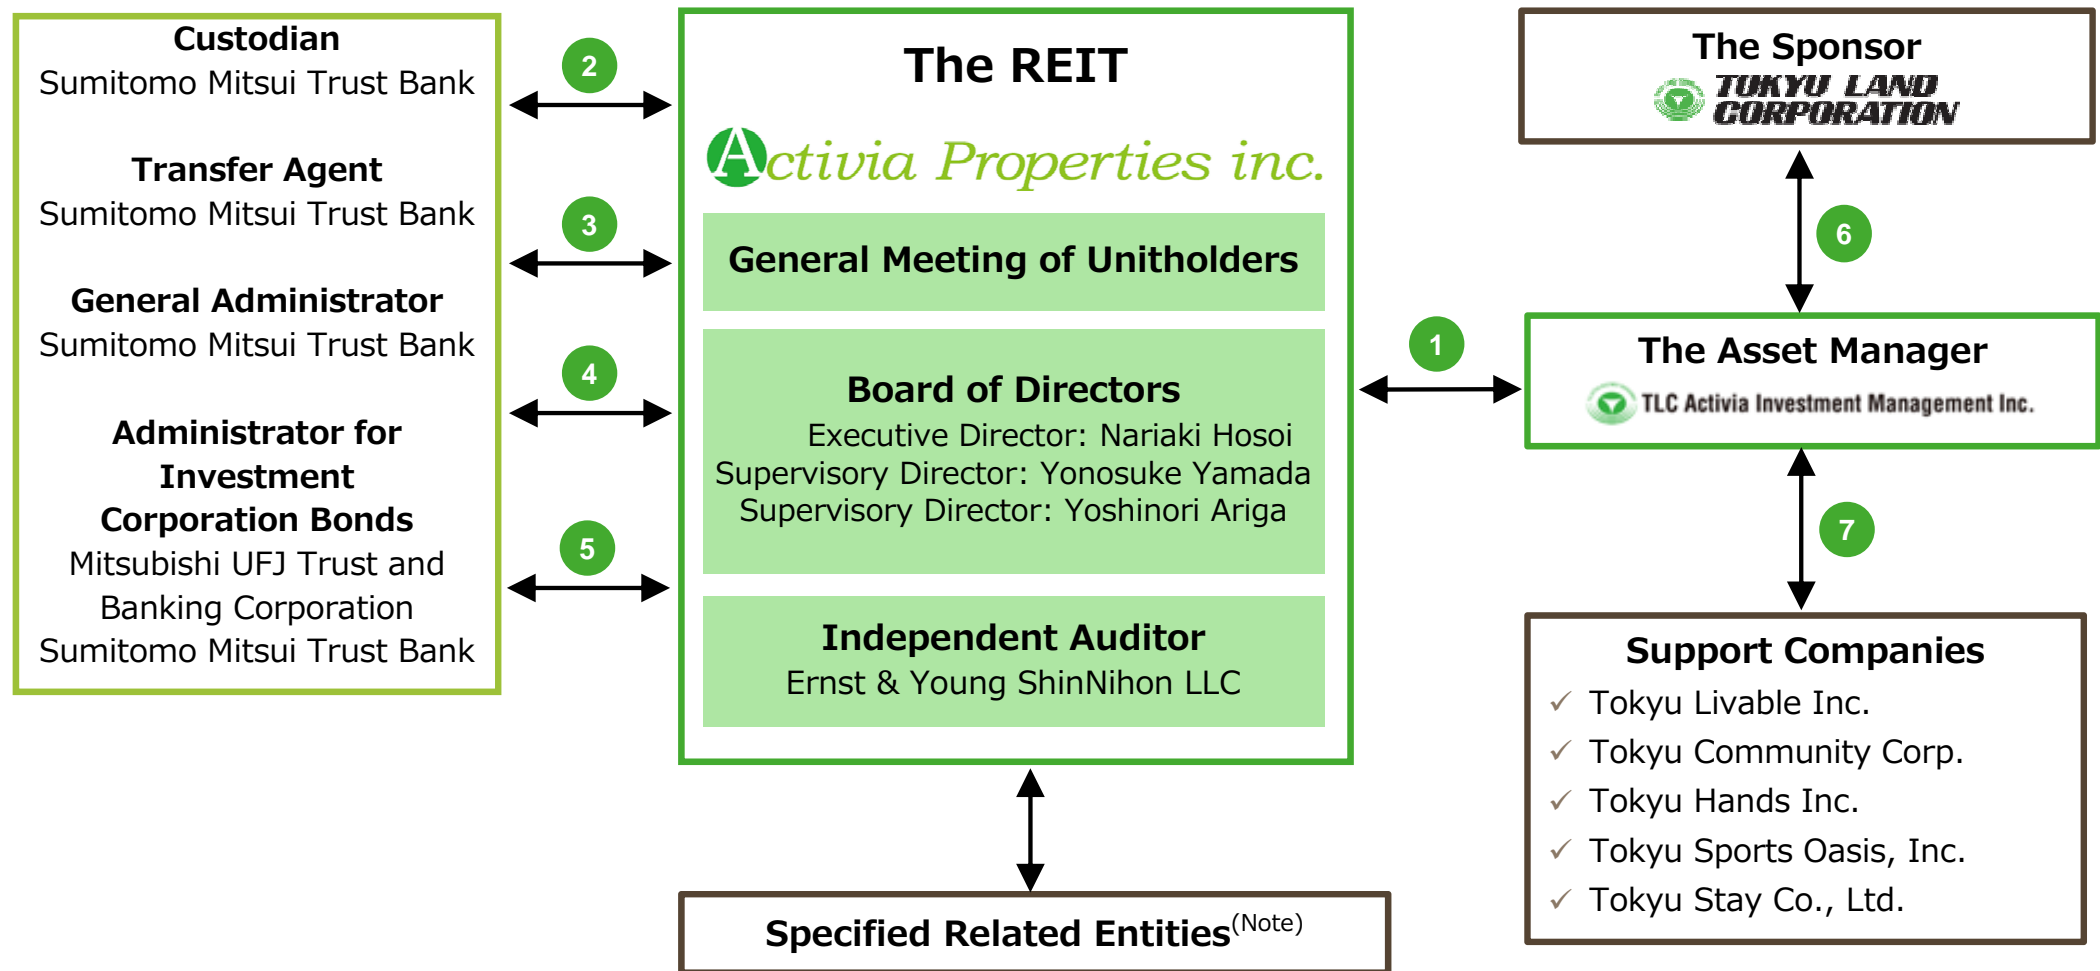 Custodian
Sumitomo Mitsui Trust Bank
Transfer Agent
Sumitomo Mitsui Trust Bank
General Administrator
Sumitomo Mitsui Trust Bank
Administrator for
Investment
Corporation Bonds
Mitsubishi UFJ Trust and
Banking Corporation
Sumitomo Mitsui Trust Bank
2
3
4
5
The REIT
Activia Properties inc.
General Meeting of Unitholders
Board of Directors
Executive Director: Nariaki Hosoi
Supervisory Director: Yonosuke Yamada
Supervisory Director: Yoshinori Ariga
Independent Auditor
Ernst & Young ShinNihon LLC
Specified Related Entities(Note)
1
The Sponsor
TOKYU LAND
CORPORATION
6
The Asset Manager
TLC Activia Investment Management Inc.
7
Support Companies
✓ Tokyu Livable Inc.
✓ Tokyu Community Corp.
✓ Tokyu Hands Inc.
✓ Tokyu Sports Oasis, Inc.
✓ Tokyu Stay Co., Ltd.